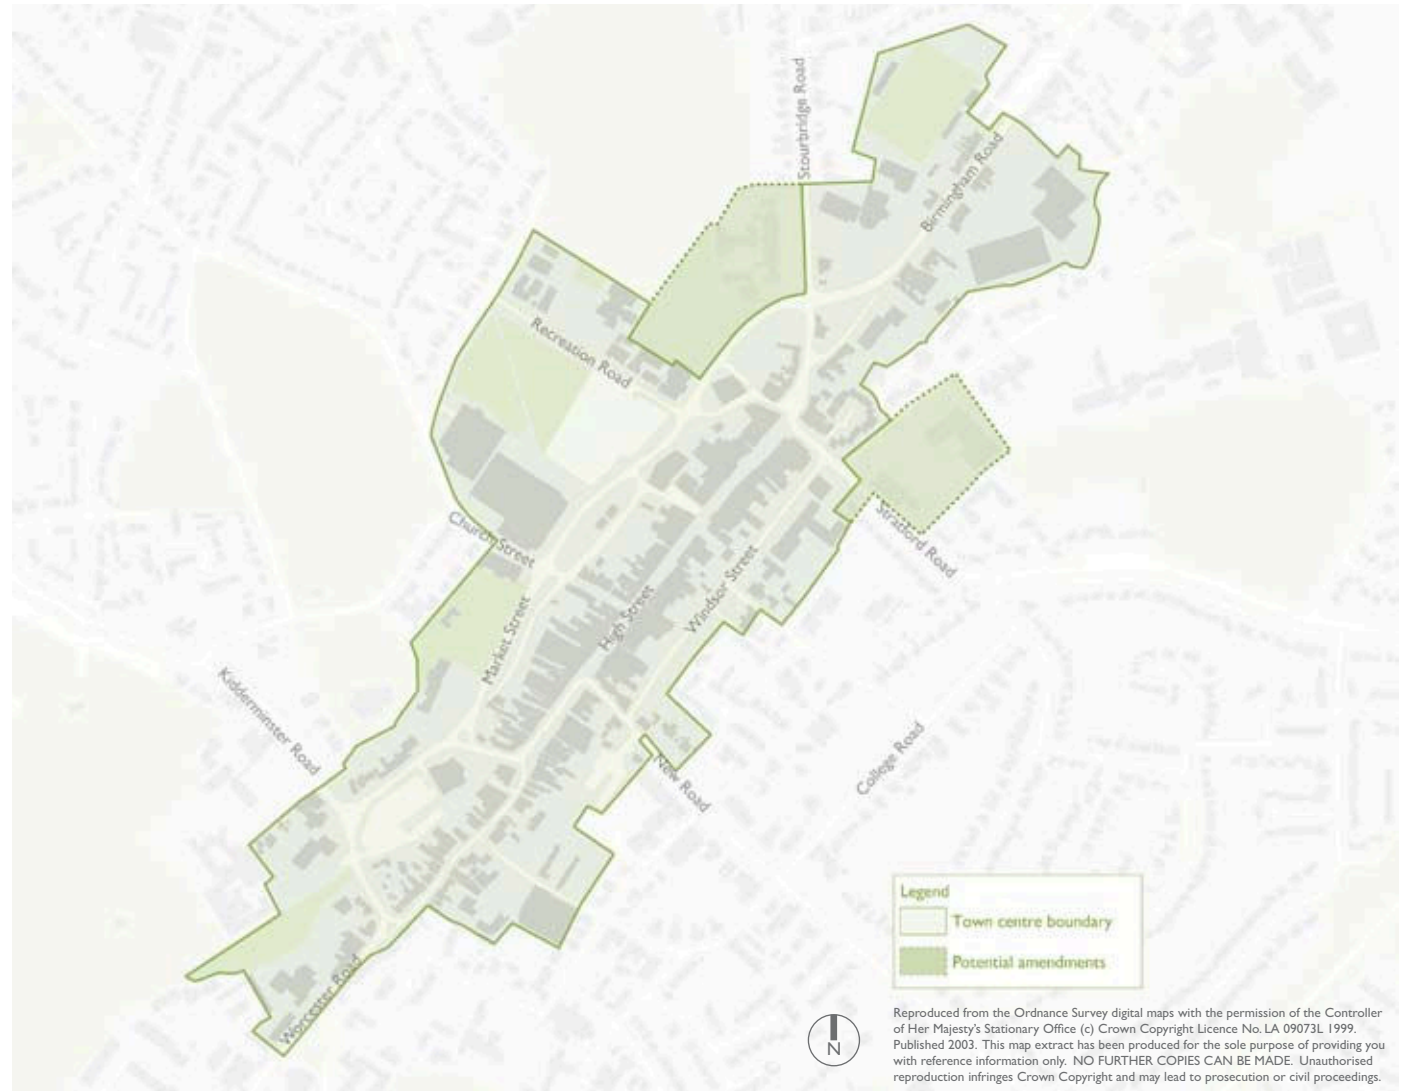 Stourbridge Road
Birmingham Road
Recreation Road
Church Street
Stratford Road
Market Street
High Street
Windsor Street
Kidderminster Road
New Road
College Road
Worcester Road
Legend
Town centre boundary
Potential amendments
N
Reproduced from the Ordnance Survey digital maps with the permission of the Controller
of Her Majesty's Stationary Office (c) Crown Copyright Licence No. LA 09073L 1999.
Published 2003. This map extract has been produced for the sole purpose of providing you
with reference information only.  NO FURTHER COPIES CAN BE MADE.  Unauthorised
reproduction infringes Crown Copyright and may lead to prosecution or civil proceedings.